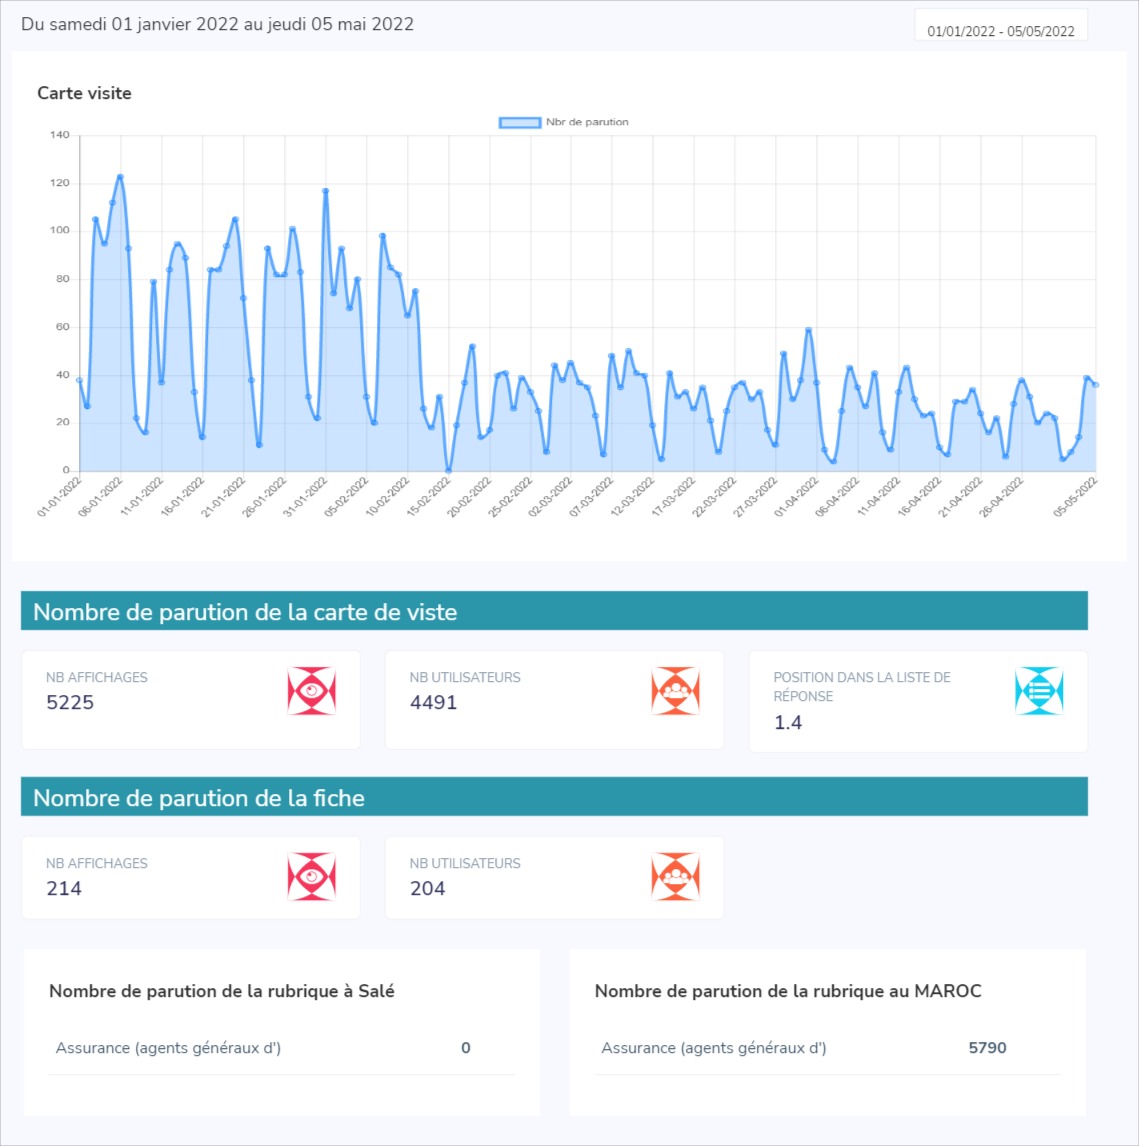 Du samedi 01 janvier 2022 au jeudi 05 mai 2022
01/01/2022 - 05/05/2022
Carte visite
Nbr de parution
140
120
100
80
60
40
20
0
01-01-2022
06-01-2022
11-01-2022
16-01-2022
21-01-2022
26-01-2022
31-01-2022
05-02-2022
10-02-2022
15-02-2022
20-02-2022
25-02-2022
02-03-2022
07-03-2022
12-03-2022
17-03-2022
22-03-2022
27-03-2022
01-04-2022
06-04-2022
11-04-2022
16-04-2022
21-04-2022
26-04-2022
05-05-2022
Nombre de parution de la carte de viste
NB AFFICHAGES
5225
NB UTILISATEURS
4491
POSITION DANS LA LISTE DE
RÉPONSE
1.4
Nombre de parution de la fiche
NB AFFICHAGES
214
NB UTILISATEURS
204
Nombre de parution de la rubrique à Salé
Assurance (agents généraux d') 0
Nombre de parution de la rubrique au MAROC
Assurance (agents généraux d') 5790